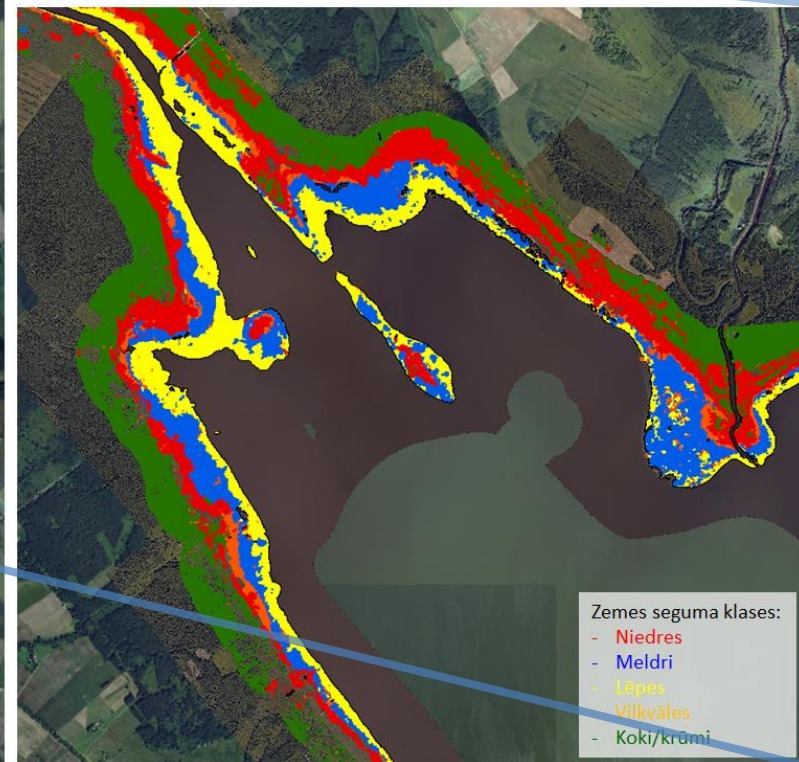 Zemes seguma klases:
- Niedres
- Meldri
- Lēpes
- Vilkvāles
- Koki/krūmi